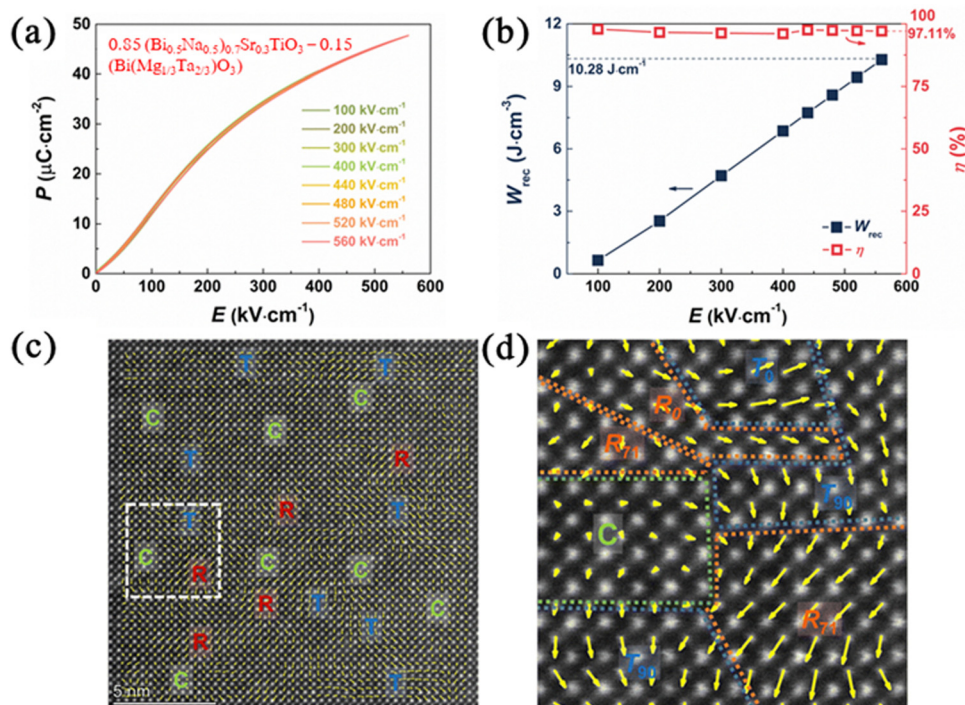 (a)
50
40
30
20
10
0
P (μC·cm⁻²)
0.85 (Bi₀.₅Na₀.₅)₀.₇Sr₀.₃TiO₃ – 0.15
(Bi(Mg₁/₃Ta₂/₃)O₃)
100 kV·cm⁻¹
200 kV·cm⁻¹
300 kV·cm⁻¹
400 kV·cm⁻¹
440 kV·cm⁻¹
480 kV·cm⁻¹
520 kV·cm⁻¹
560 kV·cm⁻¹
0 100 200 300 400 500 600
E (kV·cm⁻¹)
(b)
12
9
6
3
0
W_rec (J·cm⁻³)
10.28 J·cm⁻¹
100
97.11%
75
50
25
0
η (%)
W_rec
η
100 200 300 400 500 600
E (kV·cm⁻¹)
(c)
T T
C
C
C
T
R
R
T
T
C
R
C
C
R
T
C
T
R
C
T
5 nm
(d)
T₀
R₀
R₇₁
T₉₀
C
R₇₁
T₉₀